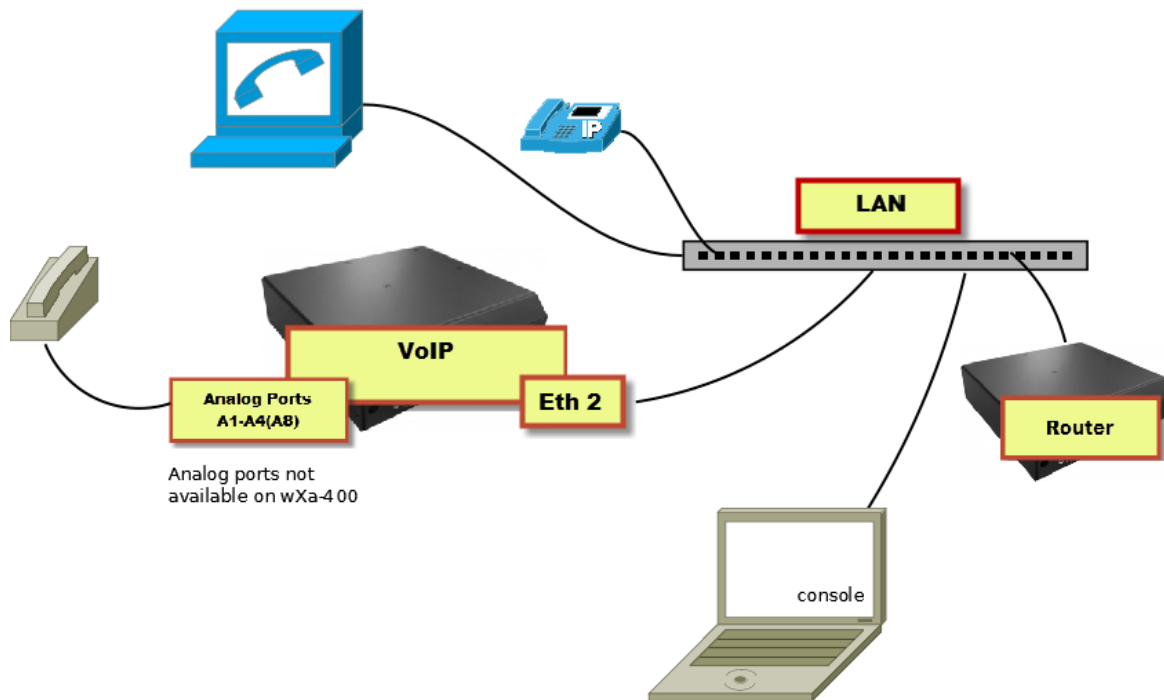 IP
LAN
VoIP
Analog Ports
A1-A4(A8)
Eth 2
Router
Analog ports not
available on wXa-400
console